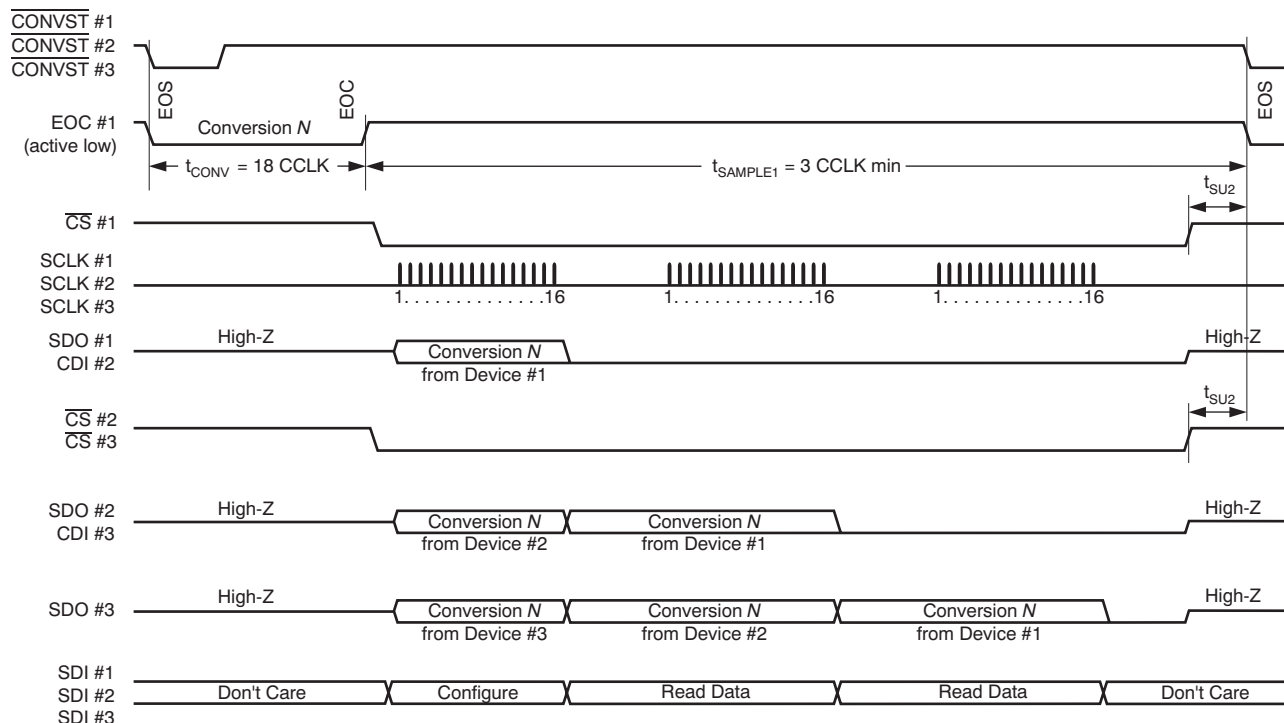 CONVST #1
CONVST #2
CONVST #3
EOS
EOC
EOS
EOC #1
(active low)
Conversion N
tCONV = 18 CCLK
tSAMPLE1 = 3 CCLK min
tSU2
CS #1
SCLK #1
SCLK #2
SCLK #3
1. . . . . . . . . . . . . . .16
1. . . . . . . . . . . . . . .16
1. . . . . . . . . . . . . . .16
SDO #1
CDI #2
High-Z
Conversion N
from Device #1
High-Z
tSU2
CS #2
CS #3
SDO #2
CDI #3
High-Z
Conversion N
from Device #2
Conversion N
from Device #1
High-Z
SDO #3
High-Z
Conversion N
from Device #3
Conversion N
from Device #2
Conversion N
from Device #1
High-Z
SDI #1
SDI #2
SDI #3
Don't Care
Configure
Read Data
Read Data
Don't Care